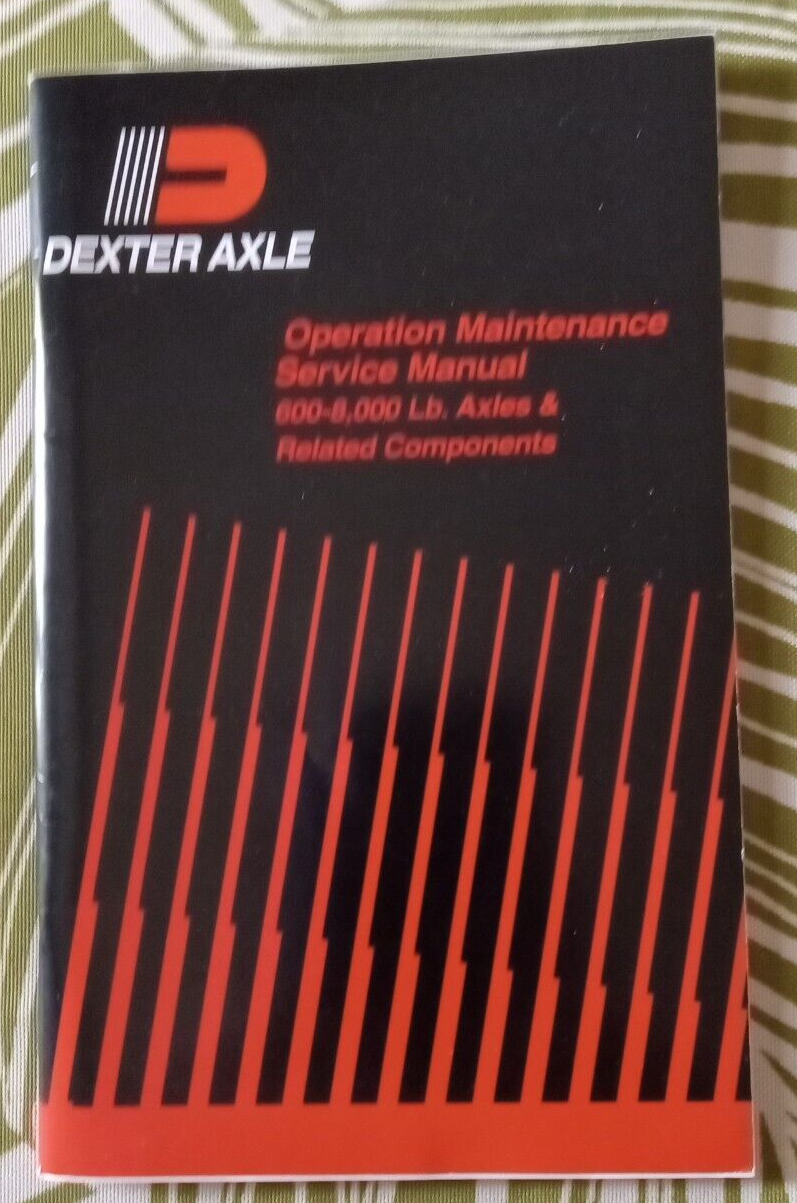 DEXTER AXLE
Operation Maintenance
Service Manual
600-8,000 Lb. Axles &
Related Components